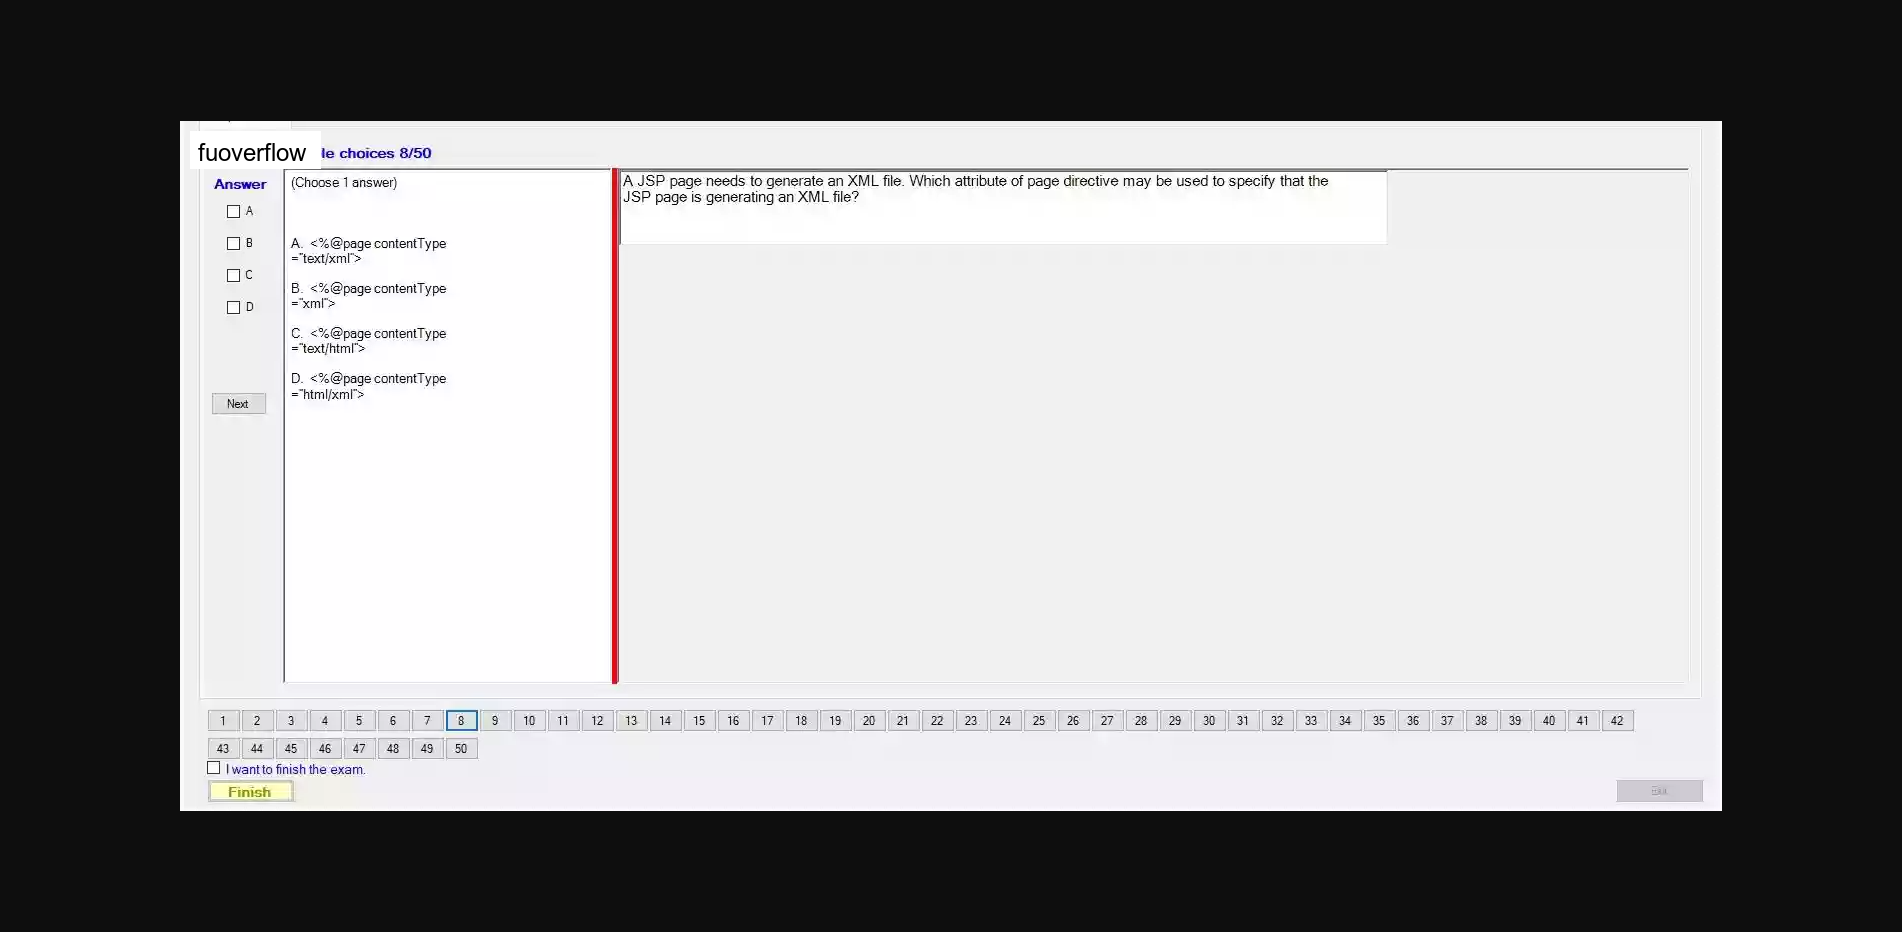 fuoverflow
le choices 8/50
Answer
A
B
C
D
Next
(Choose 1 answer)
A. <%@page contentType
="text/xml">
B. <%@page contentType
="xml">
C. <%@page contentType
="text/html">
D. <%@page contentType
="html/xml">
A JSP page needs to generate an XML file. Which attribute of page directive may be used to specify that the
JSP page is generating an XML file?
1 2 3 4 5 6 7 8 9 10 11 12 13 14 15 16 17 18 19 20 21 22 23 24 25 26 27 28 29 30 31 32 33 34 35 36 37 38 39 40 41 42
43 44 45 46 47 48 49 50
I want to finish the exam.
Finish
Exit